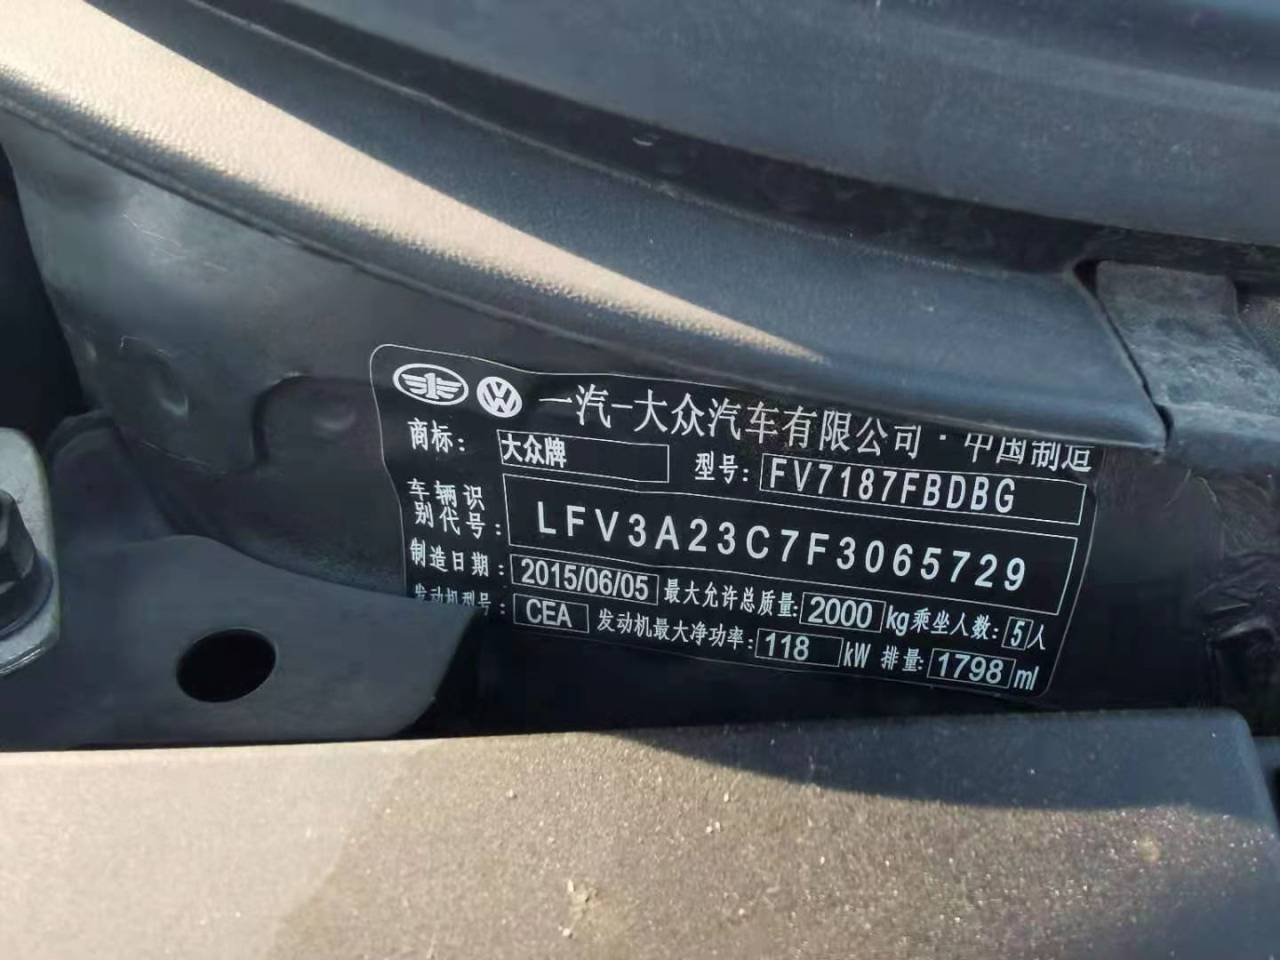 一汽-大众汽车有限公司·中国制造
商标: 大众牌 型号: FV7187FBDBG
车辆识别代号: LFV3A23C7F3065729
制造日期: 2015/06/05 最大允许总质量: 2000 kg 乘坐人数: 5 人
发动机型号: CEA 发动机最大净功率: 118 kW 排量: 1798 ml